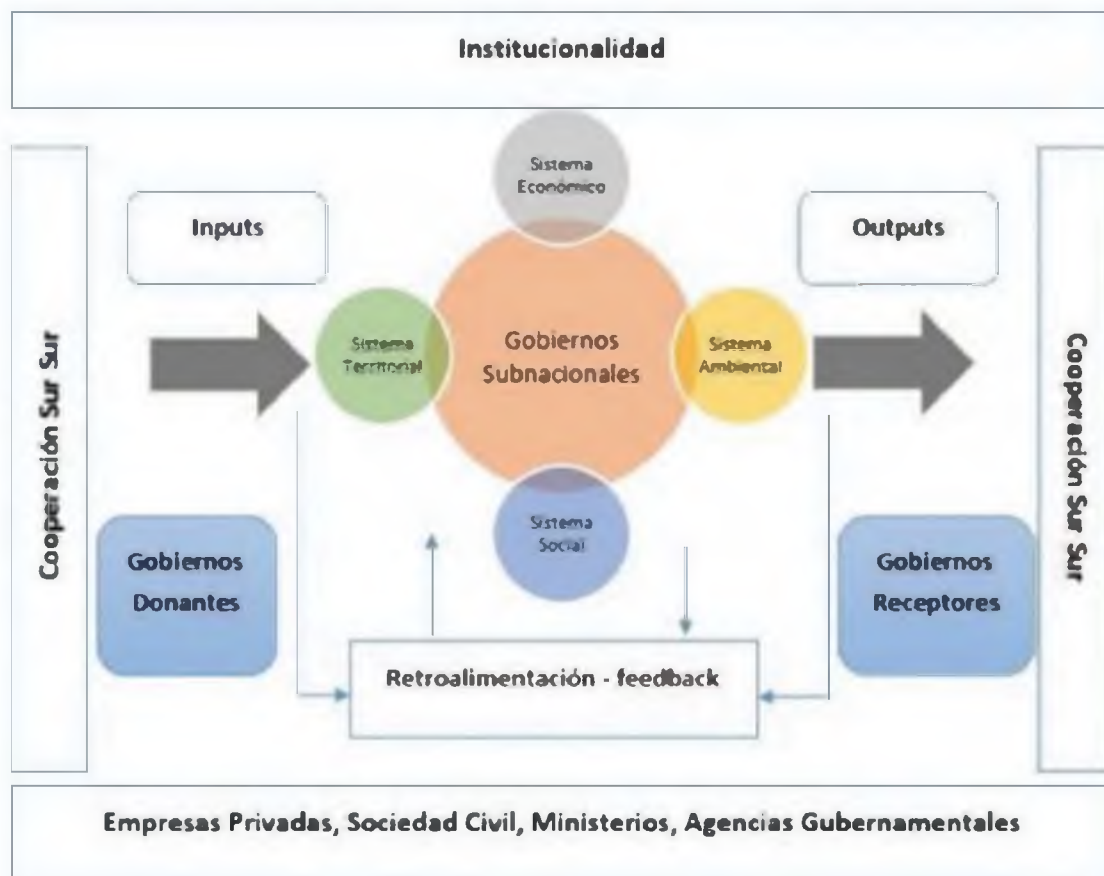 Institucionalidad
Sistema
Económico
Inputs
Outputs
Cooperación Sur Sur
Sistema
Territorial
Gobiernos
Subnacionales
Sistema
Ambiental
Cooperación Sur Sur
Sistema
Social
Gobiernos
Donantes
Gobiernos
Receptores
Retroalimentación - feedback
Empresas Privadas, Sociedad Civil, Ministerios, Agencias Gubernamentales